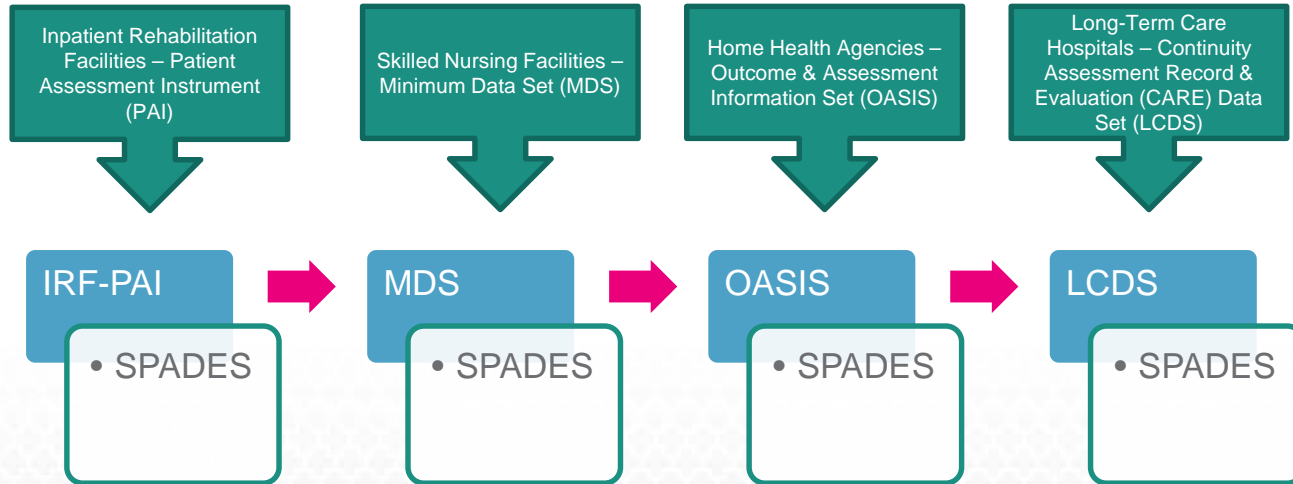 Inpatient Rehabilitation
Facilities – Patient
Assessment Instrument
(PAI)
Skilled Nursing Facilities –
Minimum Data Set (MDS)
Home Health Agencies –
Outcome & Assessment
Information Set (OASIS)
Long-Term Care
Hospitals – Continuity
Assessment Record &
Evaluation (CARE) Data
Set (LCDS)
IRF-PAI
MDS
OASIS
LCDS
• SPADES
• SPADES
• SPADES
• SPADES